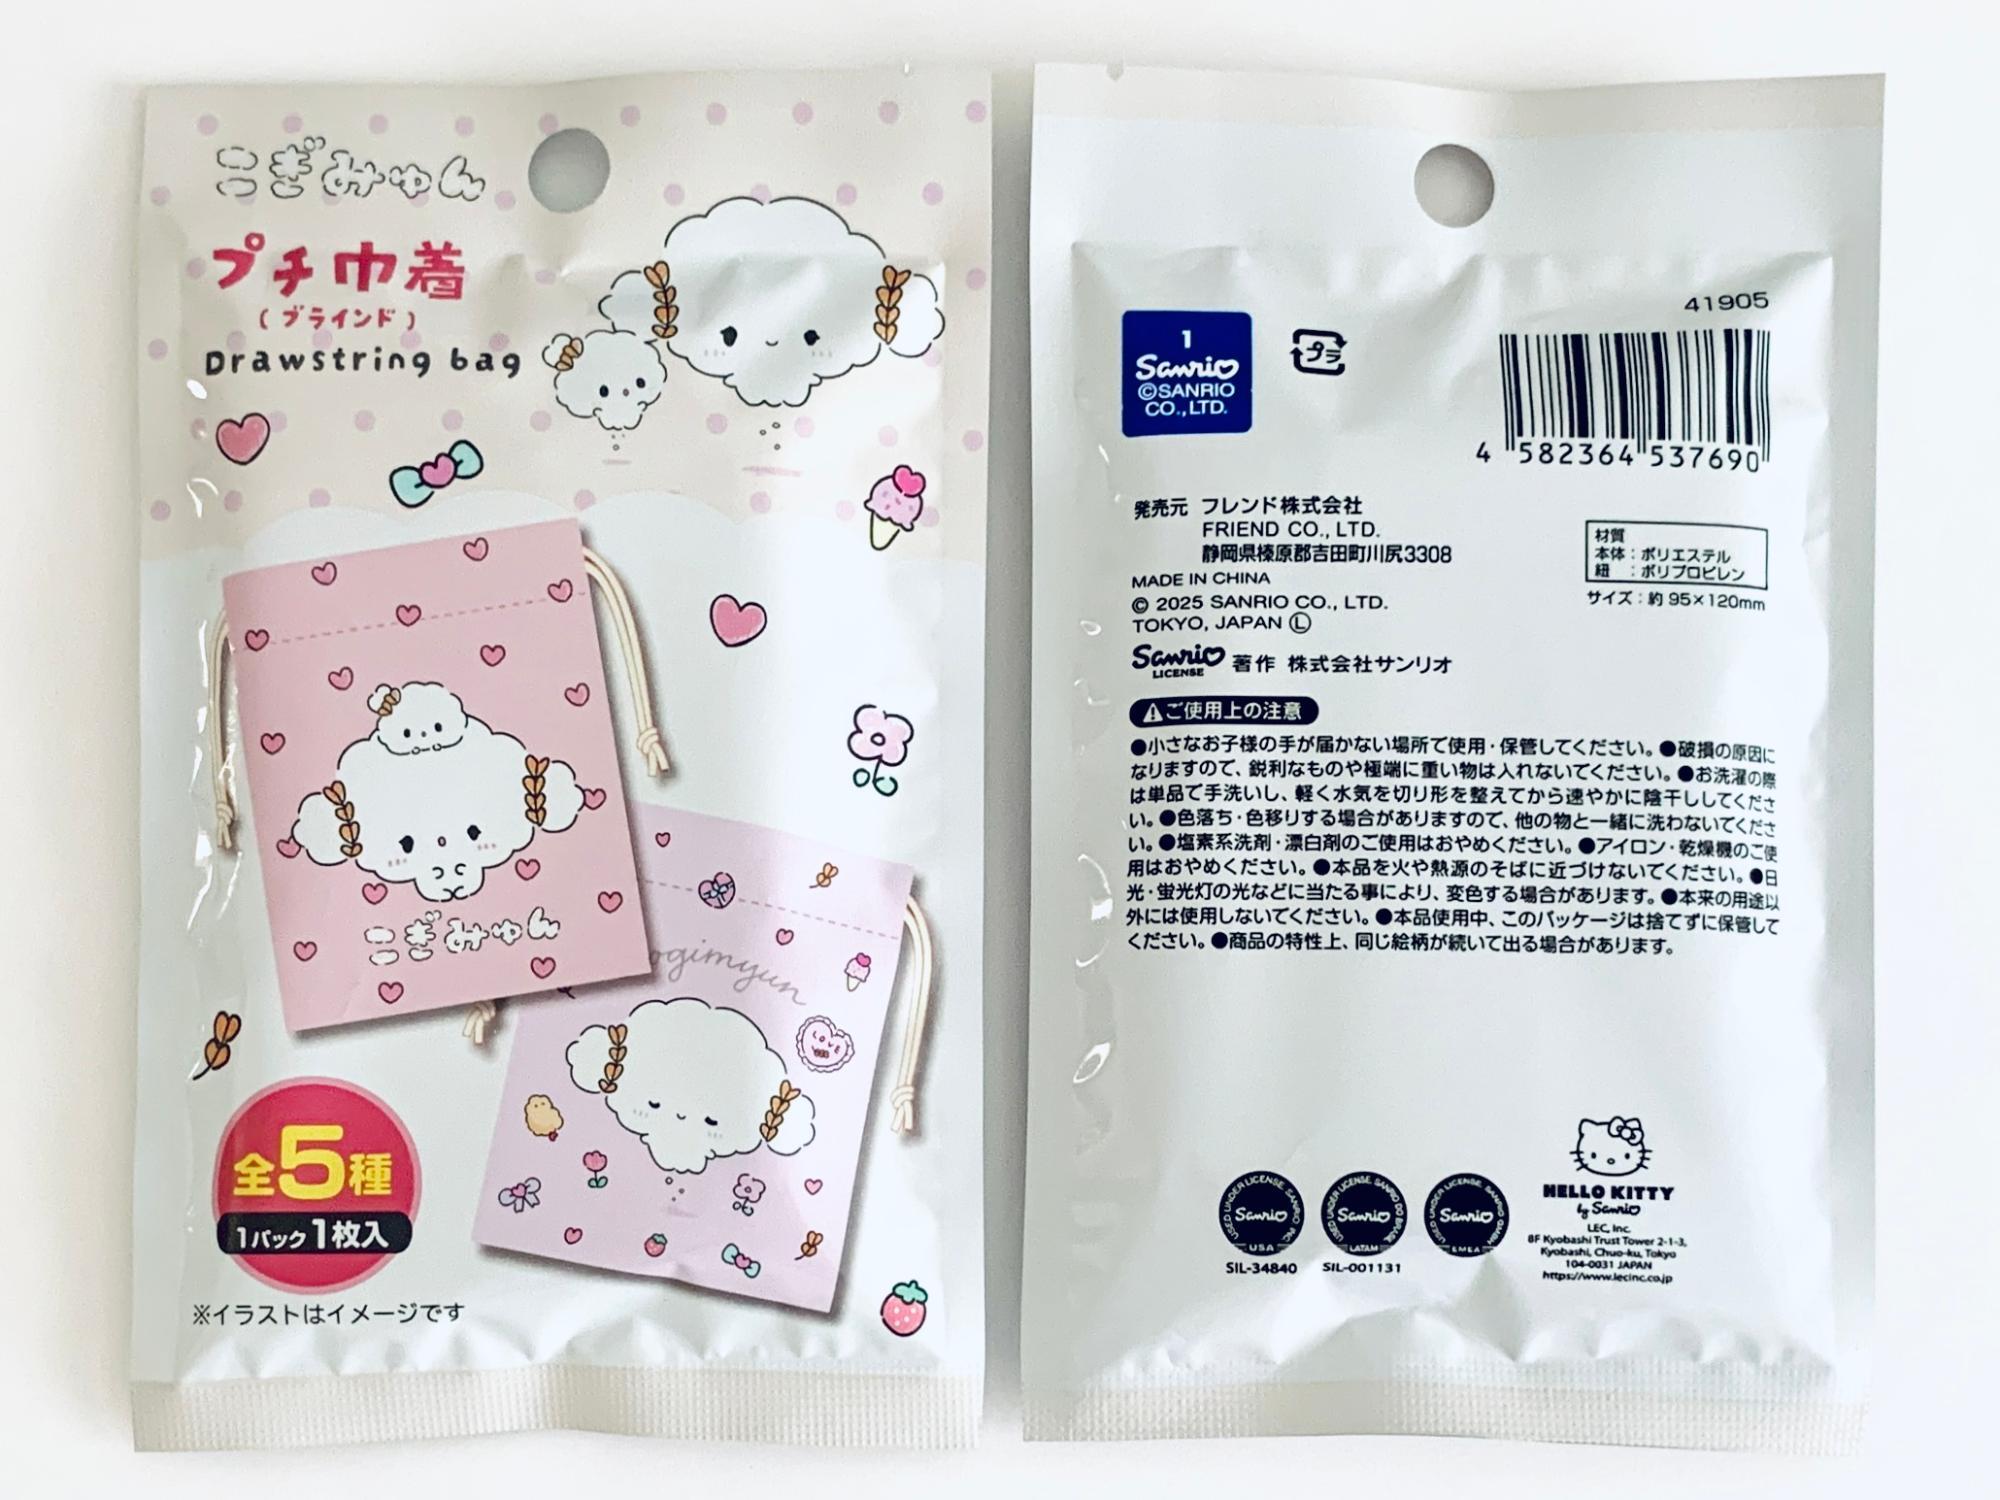 こぎみゅん
プチ巾着
(ブラインド)
Drawstring bag
こぎみゅん
ogimyun
LOVE
全5種
1パック1枚入
※イラストはイメージです
1
Sanrio
©SANRIO
CO.,LTD.
プラ
41905
4 582364 537690
発売元 フレンド株式会社
FRIEND CO., LTD.
静岡県榛原郡吉田町川尻3308
MADE IN CHINA
© 2025 SANRIO CO., LTD.
TOKYO, JAPAN Ⓛ
Sanrio 著作 株式会社サンリオ
LICENSE
材質
本体:ポリエステル
紐 :ポリプロピレン
サイズ:約 95×120mm
⚠ご使用上の注意
●小さなお子様の手が届かない場所で使用・保管してください。●破損の原因に
なりますので、鋭利なものや極端に重い物は入れないでください。●お洗濯の際
は単品で手洗いし、軽く水気を切り形を整えてから速やかに陰干ししてくださ
い。●色落ち・色移りする場合がありますので、他の物と一緒に洗わないでくださ
い。●塩素系洗剤・漂白剤のご使用はおやめください。●アイロン・乾燥機のご使
用はおやめください。●本品を火や熱源のそばに近づけないでください。●日
光・蛍光灯の光などに当たる事により、変色する場合があります。●本来の用途以
外には使用しないでください。●本品使用中、このパッケージは捨てずに保管して
ください。●商品の特性上、同じ絵柄が続いて出る場合があります。
USED UNDER LICENSE. SANRIO, INC.
Sanrio
USA
SIL-34840
USED UNDER LICENSE. SANRIO DO BRASIL
Sanrio
LATAM
SIL-001131
USED UNDER LICENSE. SANRIO GMBH
Sanrio
EMEA
HELLO KITTY
by Sanrio
LEC, Inc.
8F Kyobashi Trust Tower 2-1-3,
Kyobashi, Chuo-ku, Tokyo
104-0031 JAPAN
https://www.lecinc.co.jp